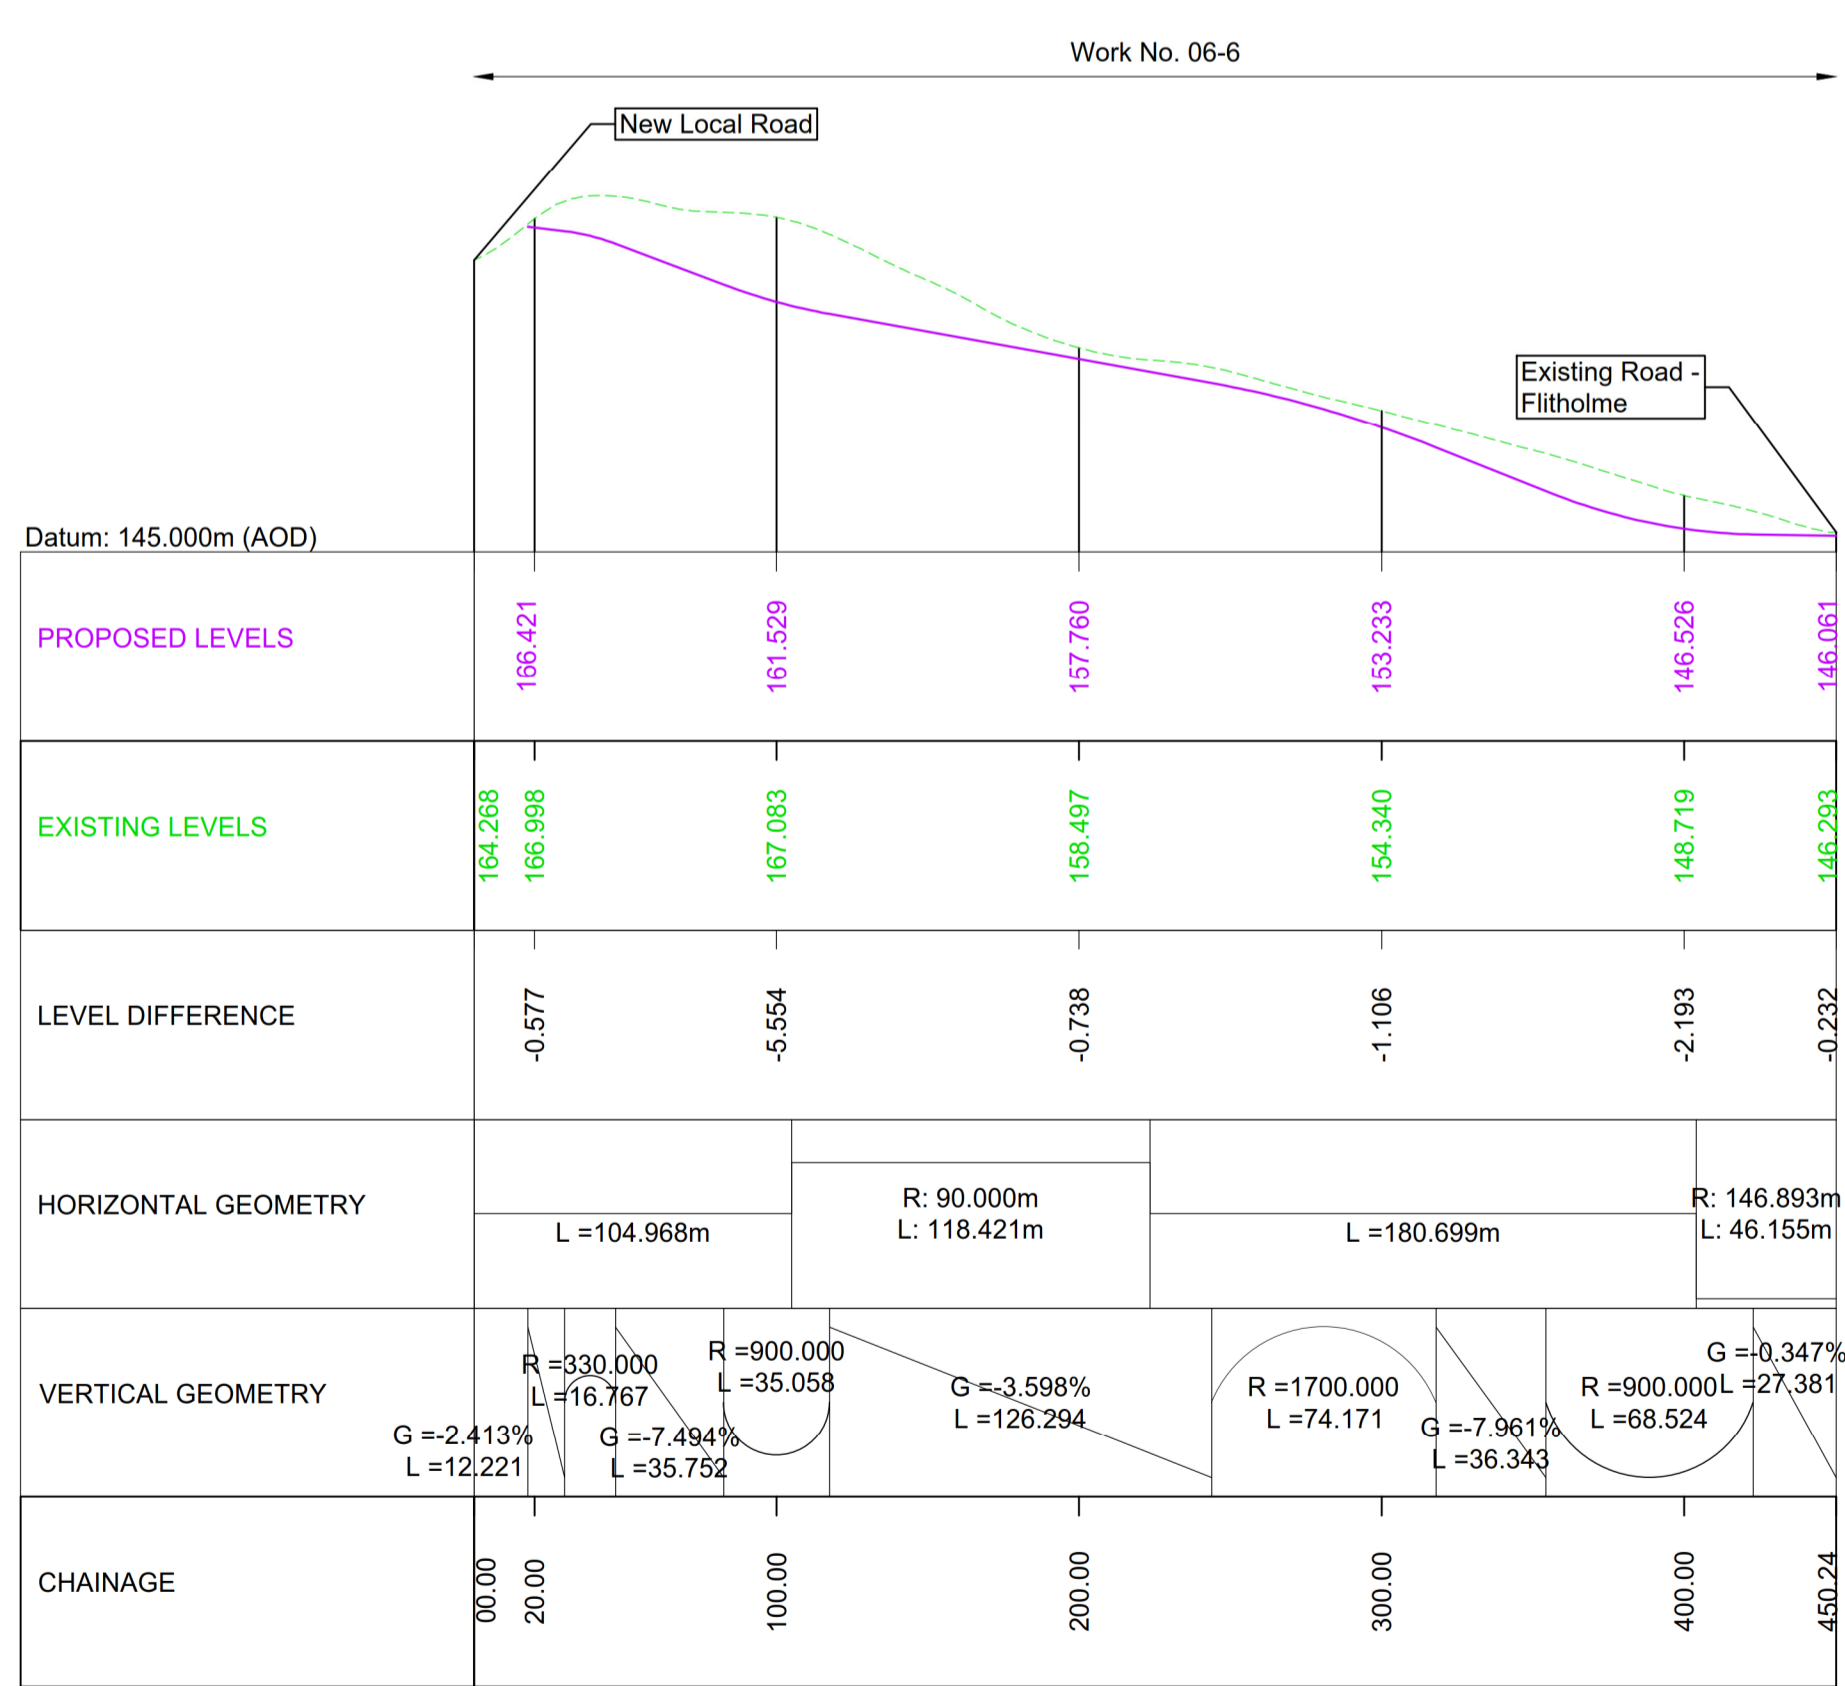 Work No. 06-6
New Local Road
Existing Road -
Flitholme
Datum: 145.000m (AOD)
PROPOSED LEVELS
166.421
161.529
157.760
153.233
146.526
146.061
EXISTING LEVELS
164.268
166.998
167.083
158.497
154.340
148.719
146.293
LEVEL DIFFERENCE
-0.577
-5.554
-0.738
-1.106
-2.193
-0.232
HORIZONTAL GEOMETRY
L =104.968m
R: 90.000m
L: 118.421m
L =180.699m
R: 146.893m
L: 46.155m
VERTICAL GEOMETRY
G =-2.413%
L =12.221
R =330.000
L =16.767
G =-7.494%
L =35.752
R =900.000
L =35.058
G =-3.598%
L =126.294
R =1700.000
L =74.171
G =-7.961%
L =36.343
R =900.000
L =68.524
G =-0.347%
L =27.381
CHAINAGE
00.00
20.00
100.00
200.00
300.00
400.00
450.24